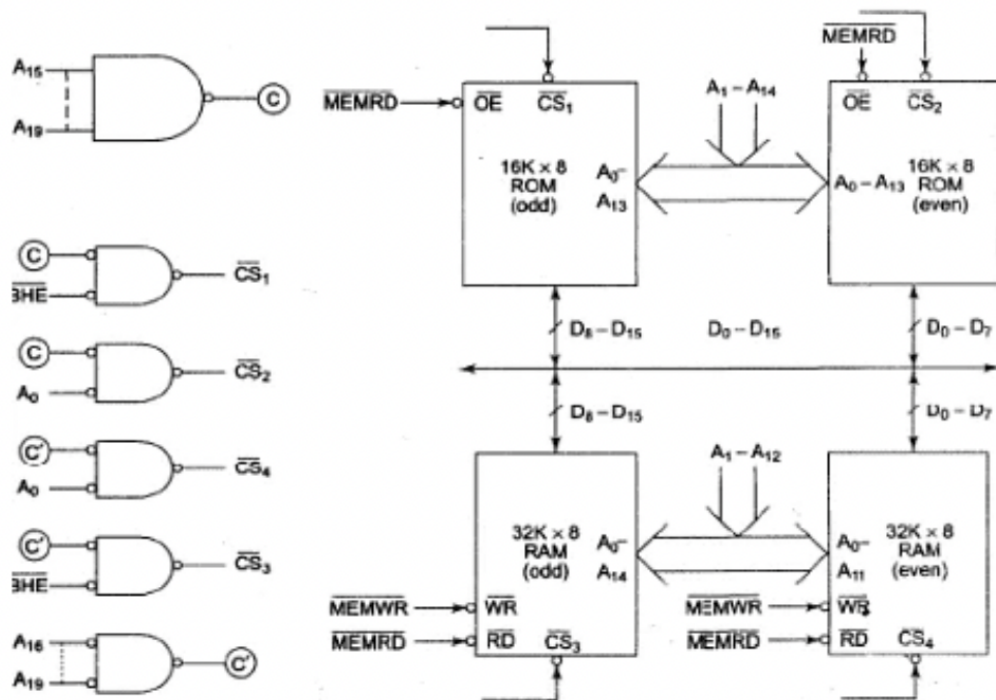 A15
A19
C
C
BHE
CS1
C
A0
CS2
C'
A0
CS4
C'
BHE
CS3
A16
A19
C'
MEMRD
OE
CS1
16K × 8
ROM
(odd)
A0–
A13
A1 – A14
MEMRD
OE
CS2
A0 – A13
16K × 8
ROM
(even)
D8 – D15
D0 – D15
D0 – D7
D8 – D15
D0 – D7
A1 – A12
32K × 8
RAM
(odd)
A0–
A14
MEMWR
WR
MEMRD
RD
CS3
A0–
A11
32K × 8
RAM
(even)
MEMWR
WR
MEMRD
RD
CS4